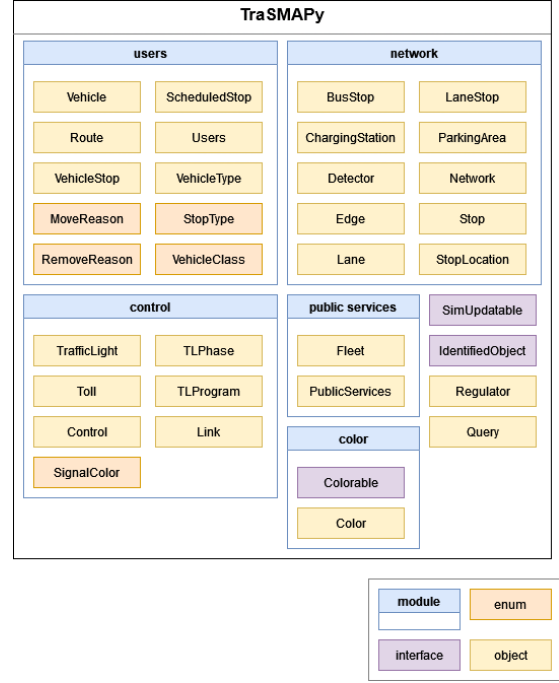 TraSMAPy
users
Vehicle
ScheduledStop
Route
Users
VehicleStop
VehicleType
MoveReason
StopType
RemoveReason
VehicleClass
network
BusStop
LaneStop
ChargingStation
ParkingArea
Detector
Network
Edge
Stop
Lane
StopLocation
control
TrafficLight
TLPhase
Toll
TLProgram
Control
Link
SignalColor
public services
Fleet
PublicServices
color
Colorable
Color
SimUpdatable
IdentifiedObject
Regulator
Query
module
enum
interface
object